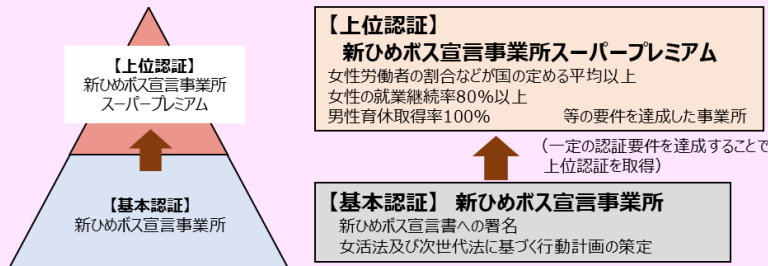 【上位認証】
新ひめボス宣言事業所
スーパープレミアム
【基本認証】
新ひめボス宣言事業所
【上位認証】
新ひめボス宣言事業所スーパープレミアム
女性労働者の割合などが国の定める平均以上
女性の就業継続率80%以上
男性育休取得率100% 等の要件を達成した事業所
(一定の認証要件を達成することで
上位認証を取得)
【基本認証】 新ひめボス宣言事業所
新ひめボス宣言書への署名
女活法及び次世代法に基づく行動計画の策定